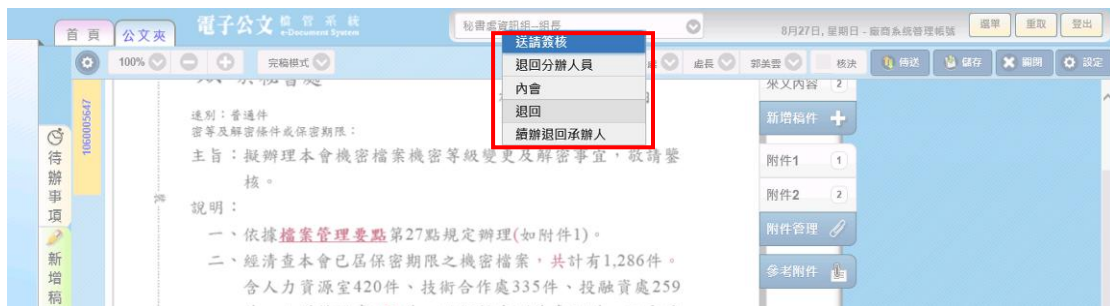 首 頁
公文夾
電子公文 檔管系統
e-Document System
秘書處資訊組--組長
8月27日, 星期日 - 廠商系統管理帳號
選單
重取
登出
100%
完稿模式
送請簽核
處長
郭美雲
核決
傳送
儲存
關閉
設定
退回分辦人員
內會
退回
續辦退回承辦人
1060005647
待辦事項
新增稿
速別：普通件
密等及解密條件或保密期限：
主旨：擬辦理本會機密檔案機密等級變更及解密事宜，敬請鑒
核。
說明：
一、依據檔案管理要點第27點規定辦理(如附件1)。
二、經清查本會已屆保密期限之機密檔案，共計有1,286件。
含人力資源室420件、技術合作處335件、投融資處259
來文內容 2
新增稿件
附件1 1
附件2 2
附件管理
參考附件